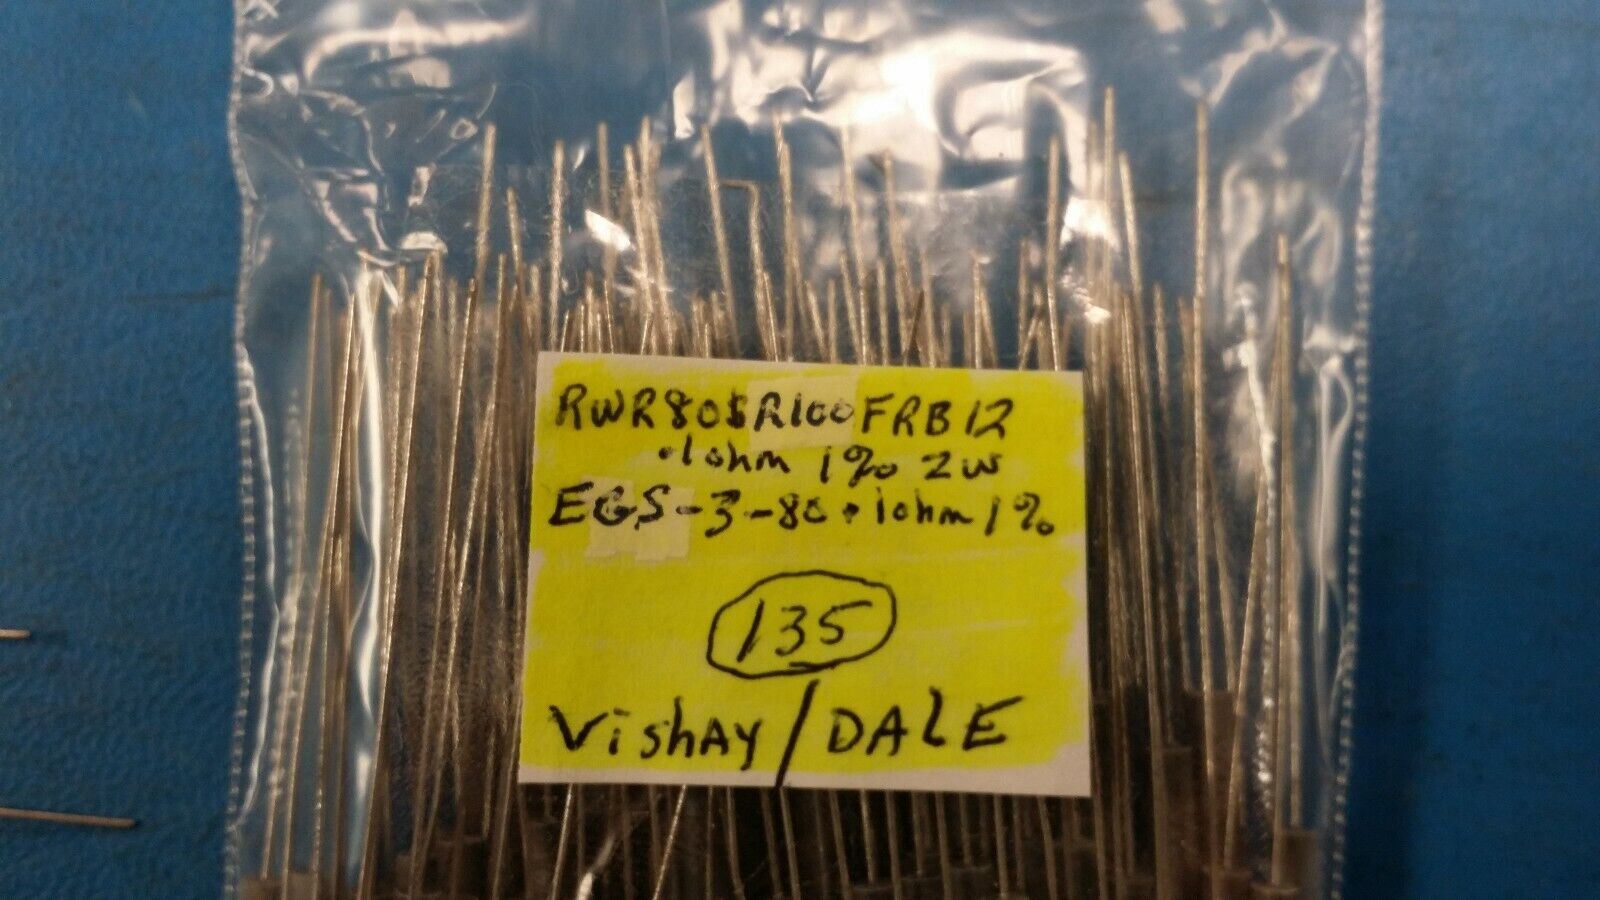 RWR80SR100FRB12
.1ohm 1% 2w
EGS-3-80 .1ohm 1%
135
Vishay/DALE